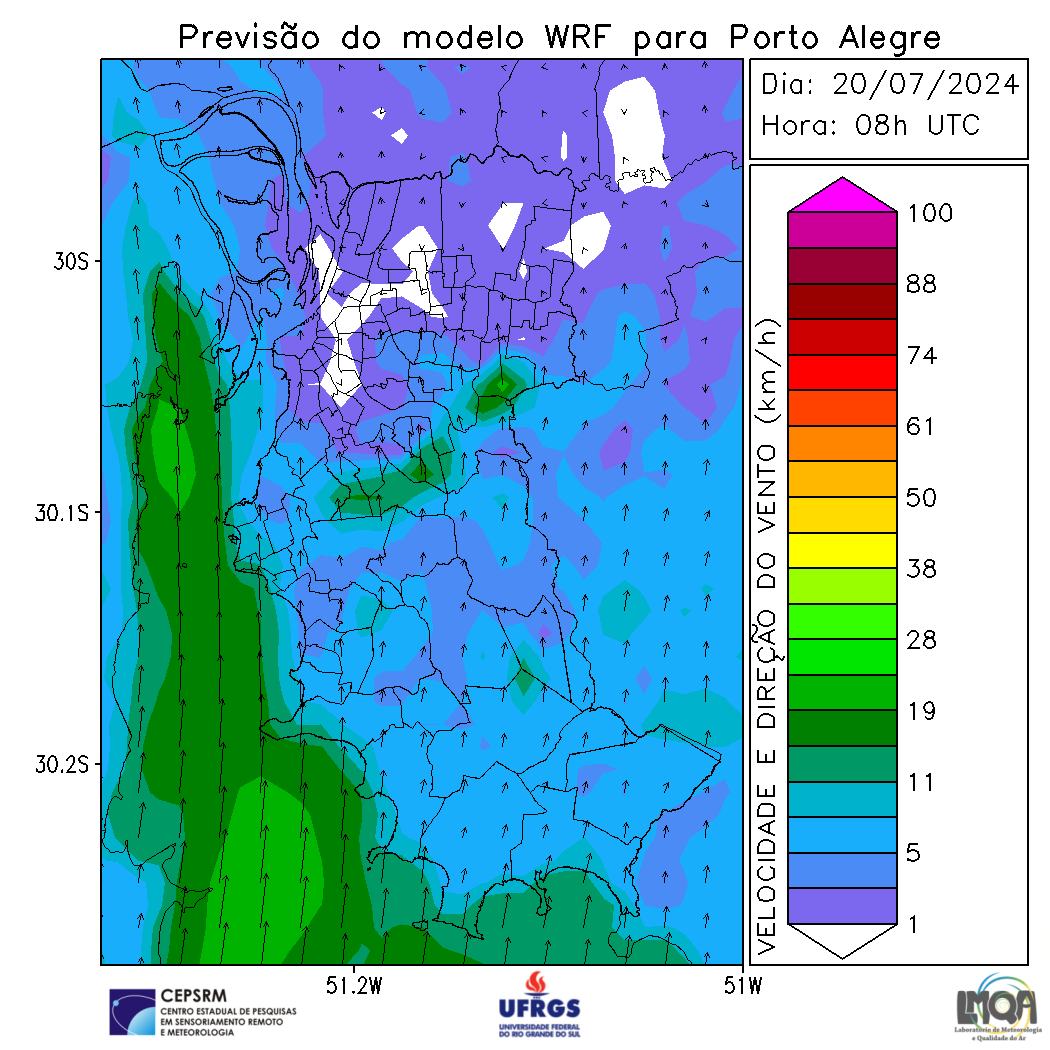 Previsão do modelo WRF para Porto Alegre
Dia: 20/07/2024
Hora: 08h UTC
30S
30.1S
30.2S
51.2W
51W
VELOCIDADE E DIREÇÃO DO VENTO (km/h)
100
88
74
61
50
38
28
19
11
5
1
CEPSRM
CENTRO ESTADUAL DE PESQUISAS
EM SENSORIAMENTO REMOTO
E METEOROLOGIA
UFRGS
UNIVERSIDADE FEDERAL
DO RIO GRANDE DO SUL
LMQA
Laboratório de Meteorologia
e Qualidade do Ar